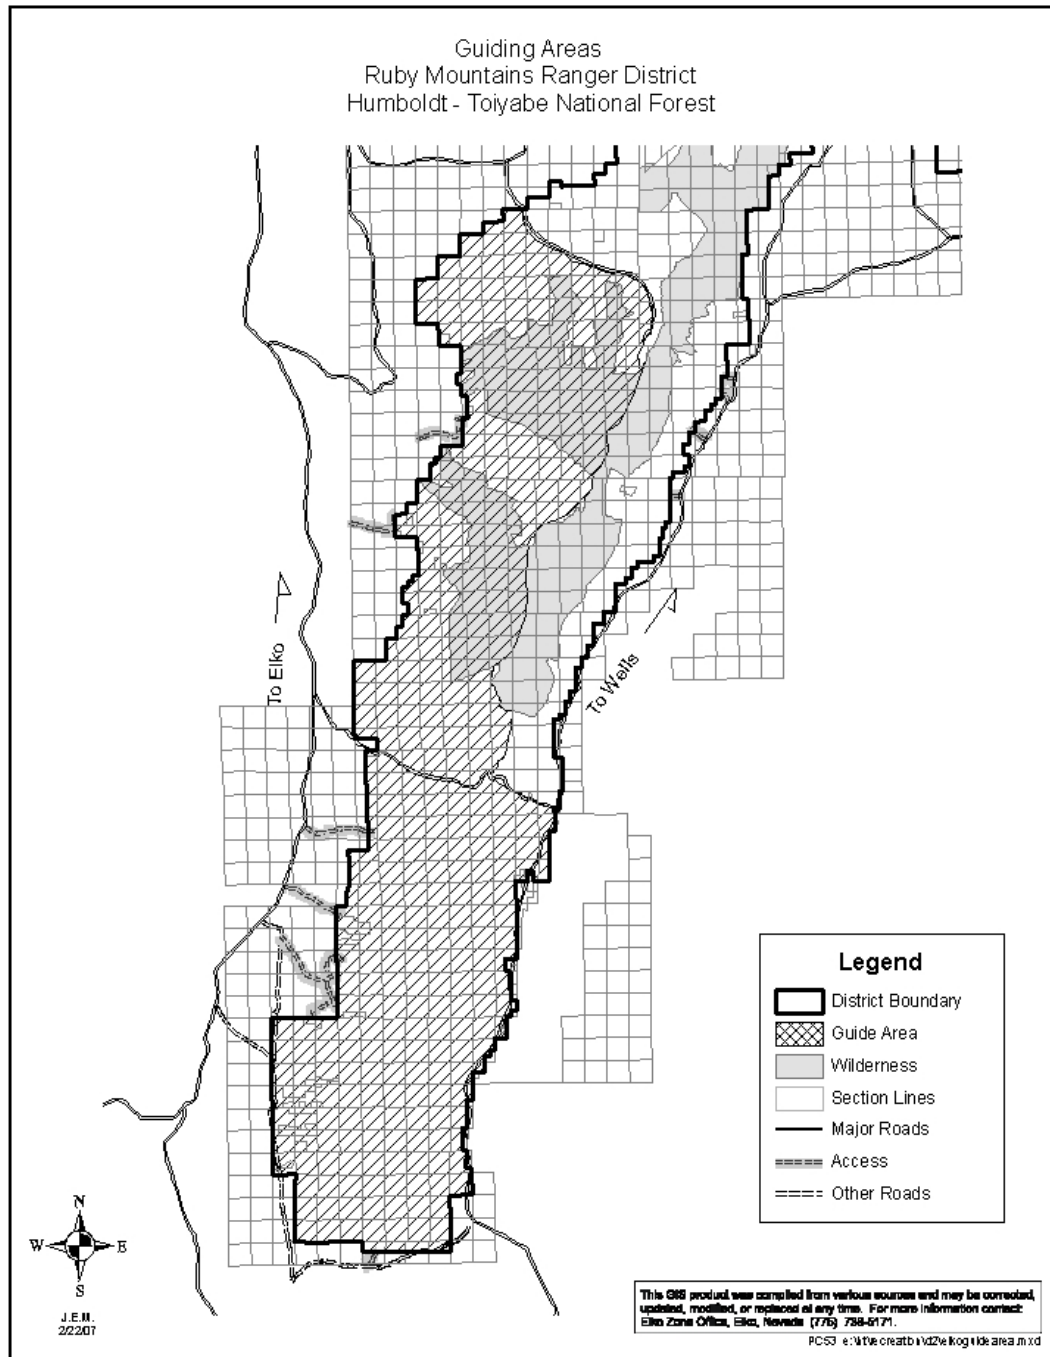 Guiding Areas
Ruby Mountains Ranger District
Humboldt - Toiyabe National Forest
To Elko
To Wells
Legend
District Boundary
Guide Area
Wilderness
Section Lines
Major Roads
Access
Other Roads
N
W E
S
J.E.M.
2/22/07
This GIS product was compiled from various sources and may be corrected,
updated, modified, or replaced at any time. For more information contact:
Elko Zone Office, Elko, Nevada (775) 738-5171.
PC53